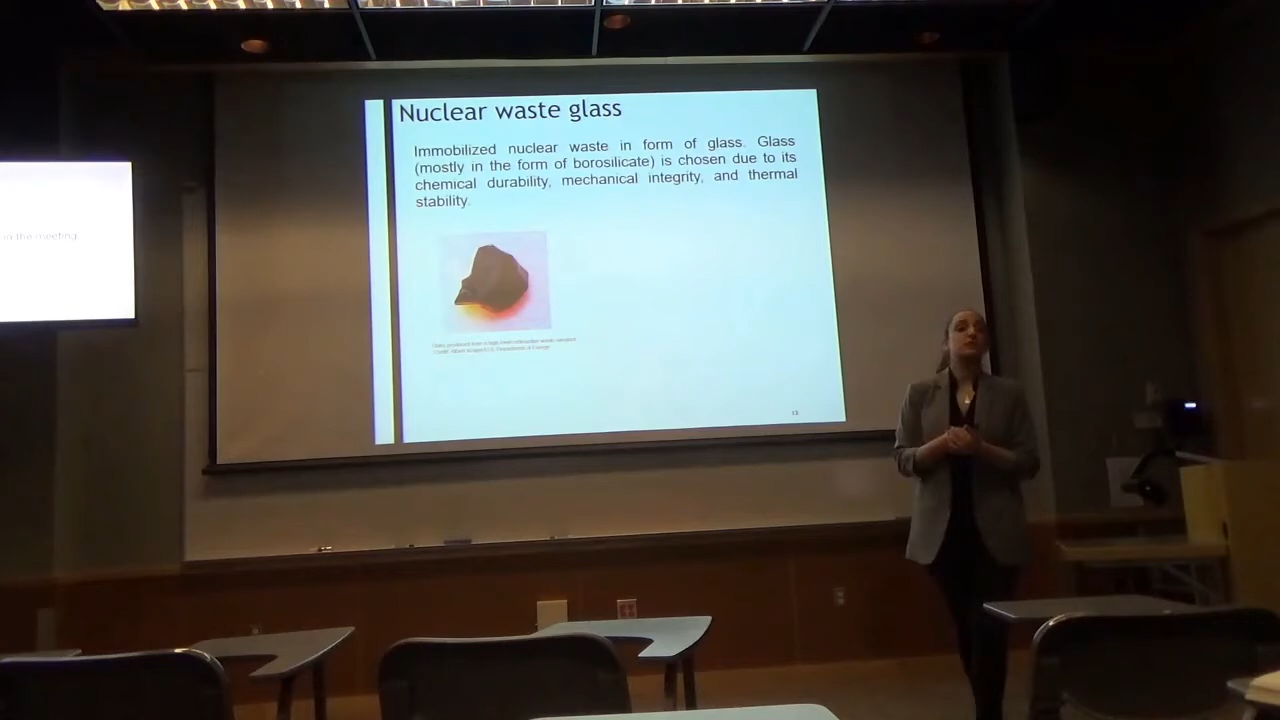 Nuclear waste glass
Immobilized nuclear waste in form of glass. Glass
(mostly in the form of borosilicate) is chosen due to its
chemical durability, mechanical integrity, and thermal
stability.
in the meeting
13